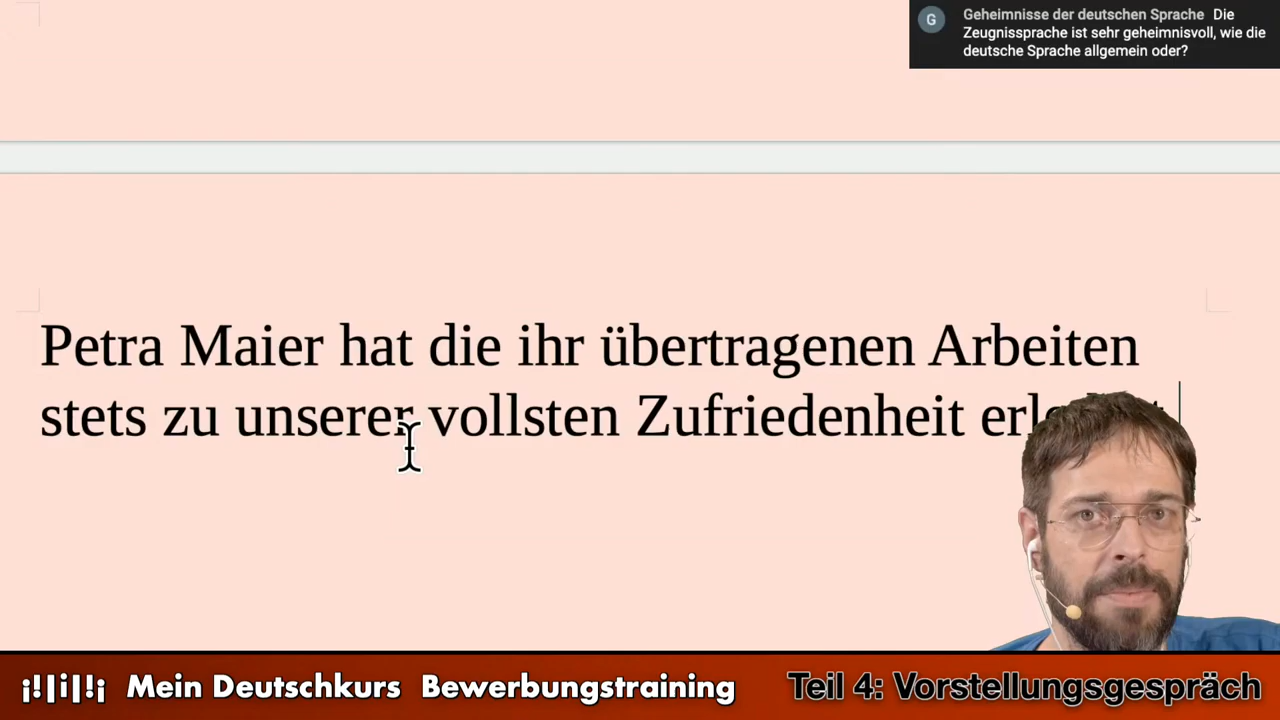 G Geheimnisse der deutschen Sprache Die
Zeugnissprache ist sehr geheimnisvoll, wie die
deutsche Sprache allgemein oder?
Petra Maier hat die ihr übertragenen Arbeiten
stets zu unserer vollsten Zufriedenheit
¡!|i|!¡ Mein Deutschkurs Bewerbungstraining
Teil 4: Vorstellungsgespräch